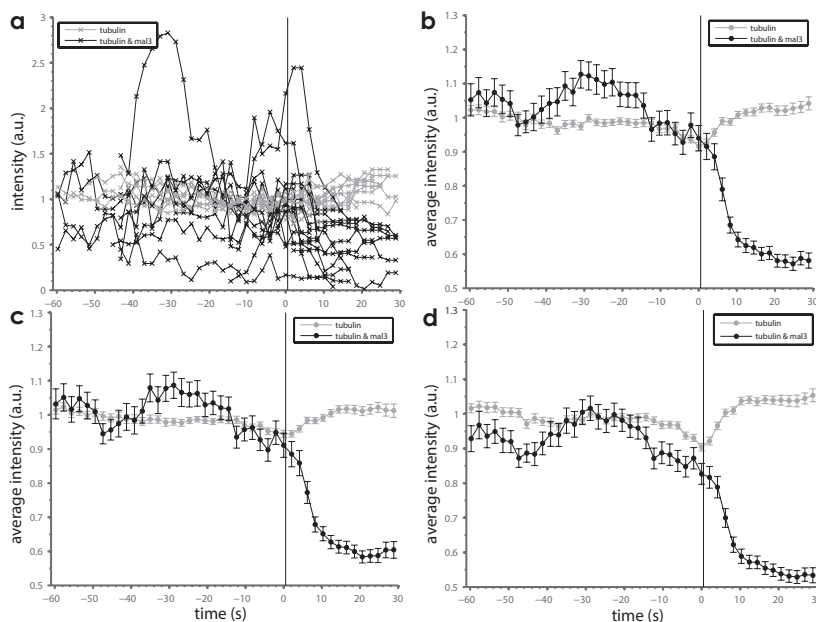 a
tubulin
tubulin & mal3
intensity (a.u.)
3
2.5
2
1.5
1
0.5
0
−60 −50 −40 −30 −20 −10 0 10 20 30
b
tubulin
tubulin & mal3
average intensity (a.u.)
1.3
1.2
1.1
1.0
0.9
0.8
0.7
0.6
0.5
−60 −50 −40 −30 −20 −10 0 10 20 30
c
tubulin
tubulin & mal3
average intensity (a.u.)
1.3
1.2
1.1
1
0.9
0.8
0.7
0.6
0.5
−60 −50 −40 −30 −20 −10 0 10 20 30
time (s)
d
tubulin
tubulin & mal3
average intensity (a.u.)
1.3
1.2
1.1
1
0.9
0.8
0.7
0.6
0.5
−60 −50 −40 −30 −20 −10 0 10 20 30
time (s)